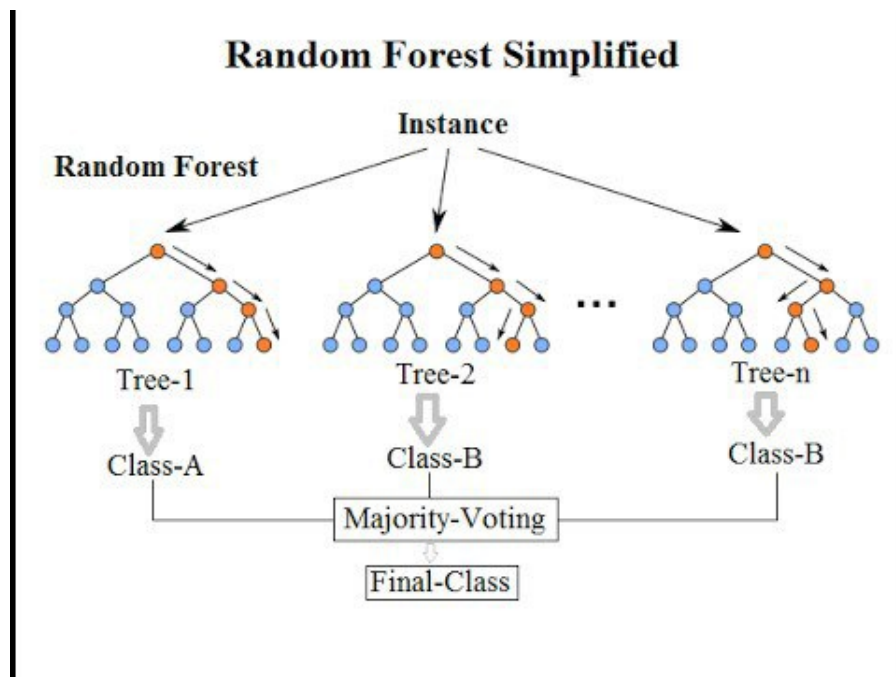 Random Forest Simplified
Instance
Random Forest
...
Tree-1
Tree-2
Tree-n
Class-A
Class-B
Class-B
Majority-Voting
Final-Class